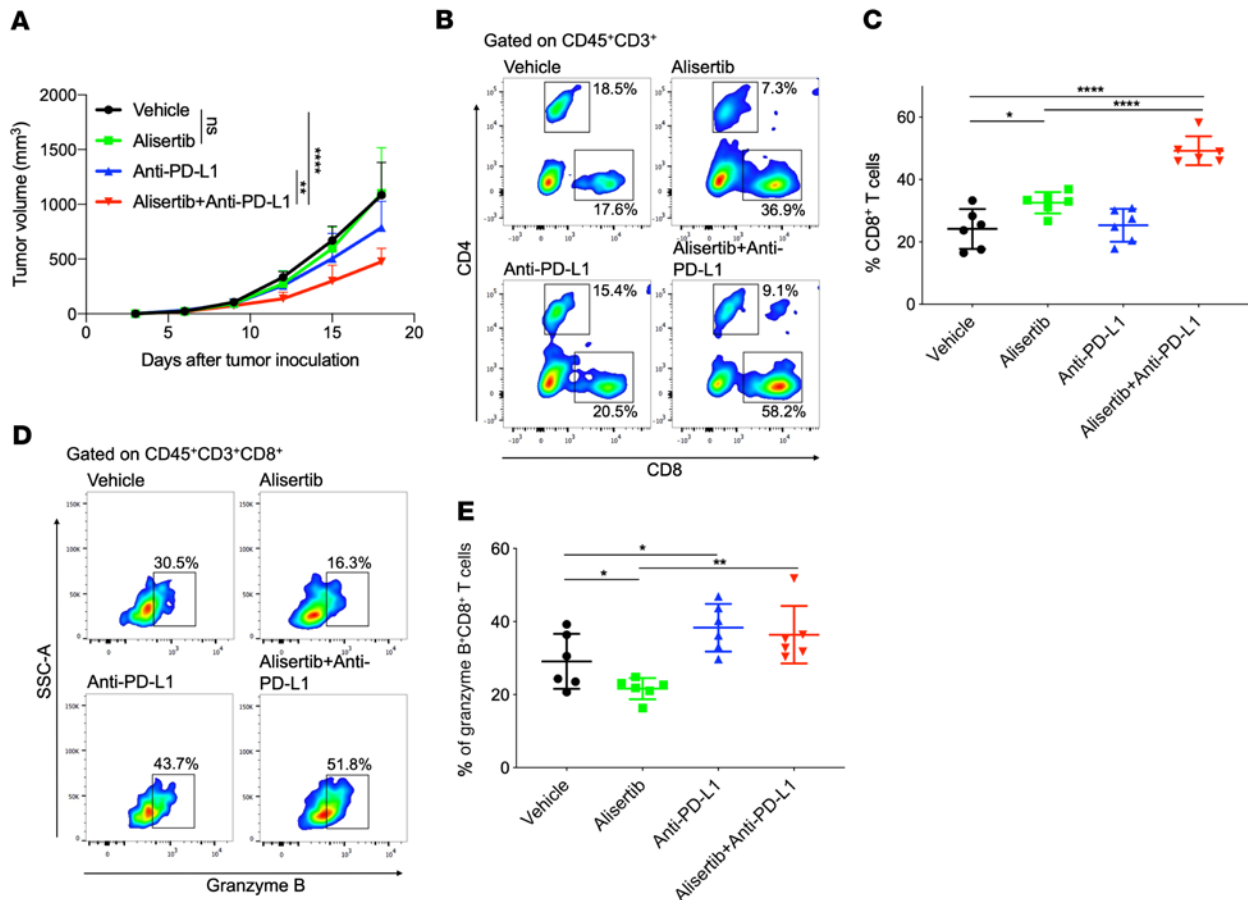 A
2000
1500
1000
500
0
Tumor volume (mm³)
Vehicle
Alisertib
Anti-PD-L1
Alisertib+Anti-PD-L1
ns
**
****
0 5 10 15 20
Days after tumor inoculation
B
Gated on CD45⁺CD3⁺
Vehicle
18.5%
17.6%
Alisertib
7.3%
36.9%
Anti-PD-L1
15.4%
20.5%
Alisertib+Anti-
PD-L1
9.1%
58.2%
CD4
CD8
C
****
* ****
60
40
20
0
% CD8⁺ T cells
Vehicle
Alisertib
Anti-PD-L1
Alisertib+Anti-PD-L1
D
Gated on CD45⁺CD3⁺CD8⁺
Vehicle
30.5%
Alisertib
16.3%
Anti-PD-L1
43.7%
Alisertib+Anti-
PD-L1
51.8%
SSC-A
Granzyme B
E
60
40
20
0
% of granzyme B⁺CD8⁺ T cells
*
* **
Vehicle
Alisertib
Anti-PD-L1
Alisertib+Anti-PD-L1